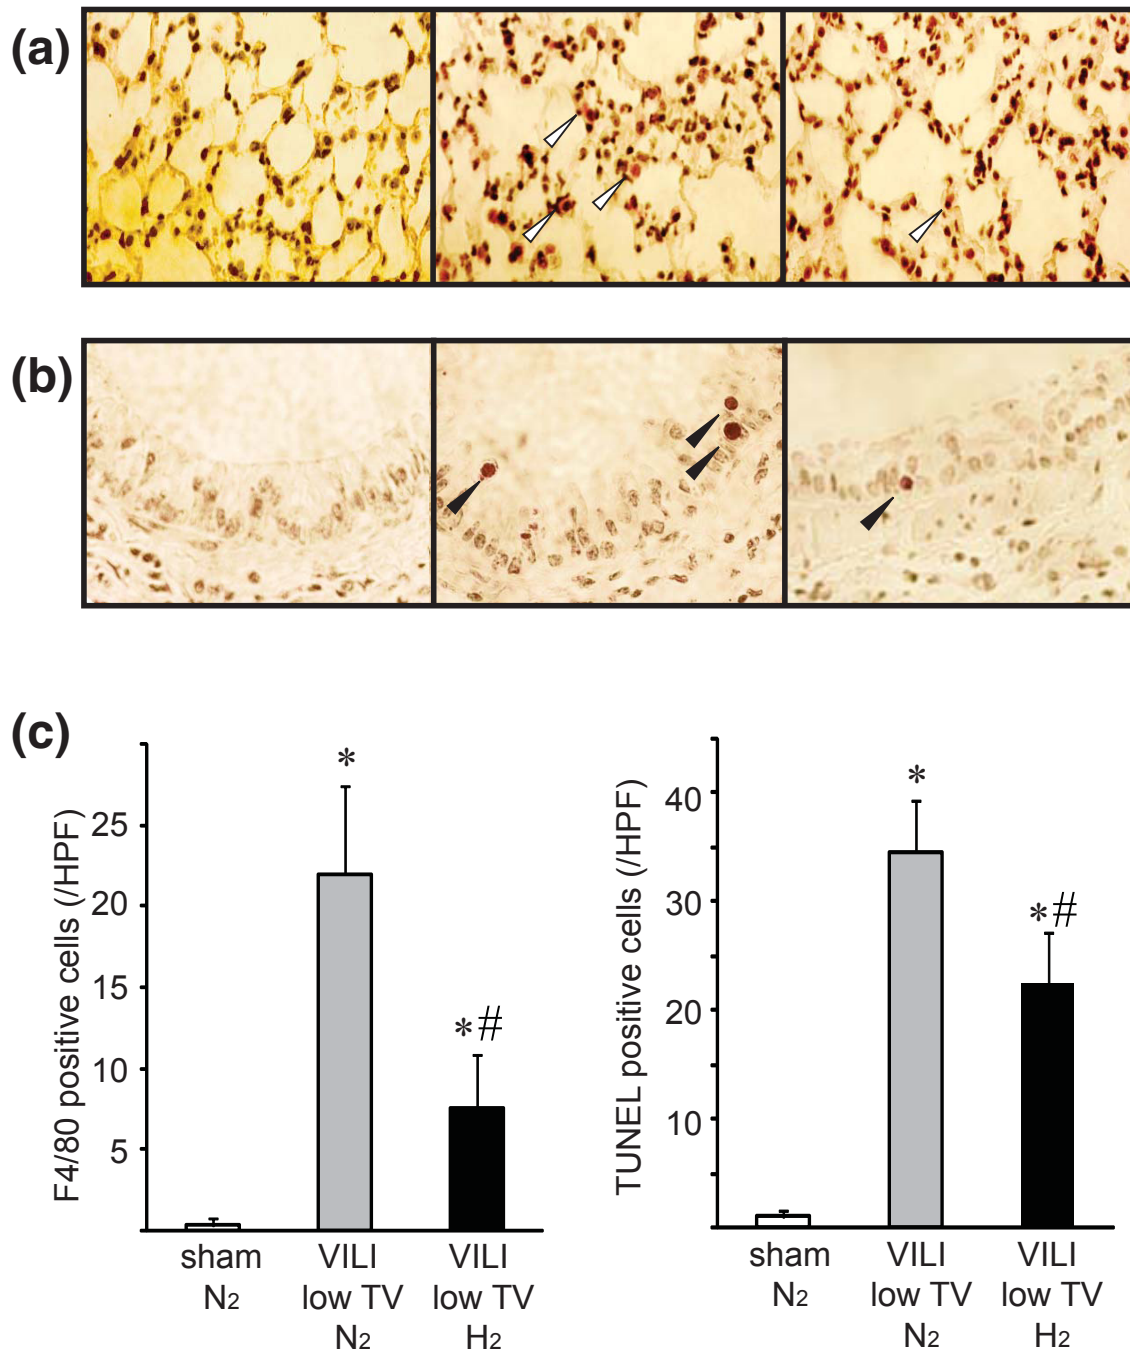 (a)
(b)
(c)
F4/80 positive cells (/HPF)
25
20
15
10
5
*
*#
sham
N2
VILI
low TV
N2
VILI
low TV
H2
TUNEL positive cells (/HPF)
40
30
20
10
*
*#
sham
N2
VILI
low TV
N2
VILI
low TV
H2